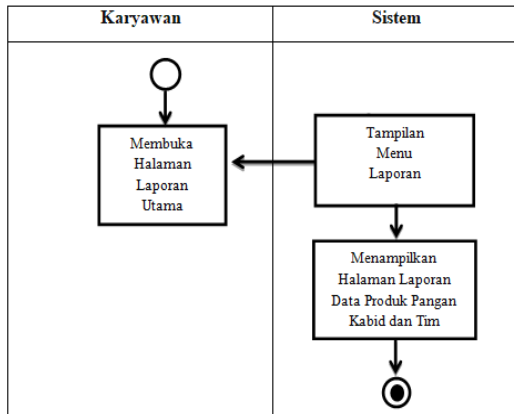 Karyawan
Sistem
Membuka
Halaman
Laporan
Utama
Tampilan
Menu
Laporan
Menampilkan
Halaman Laporan
Data Produk Pangan
Kabid dan Tim